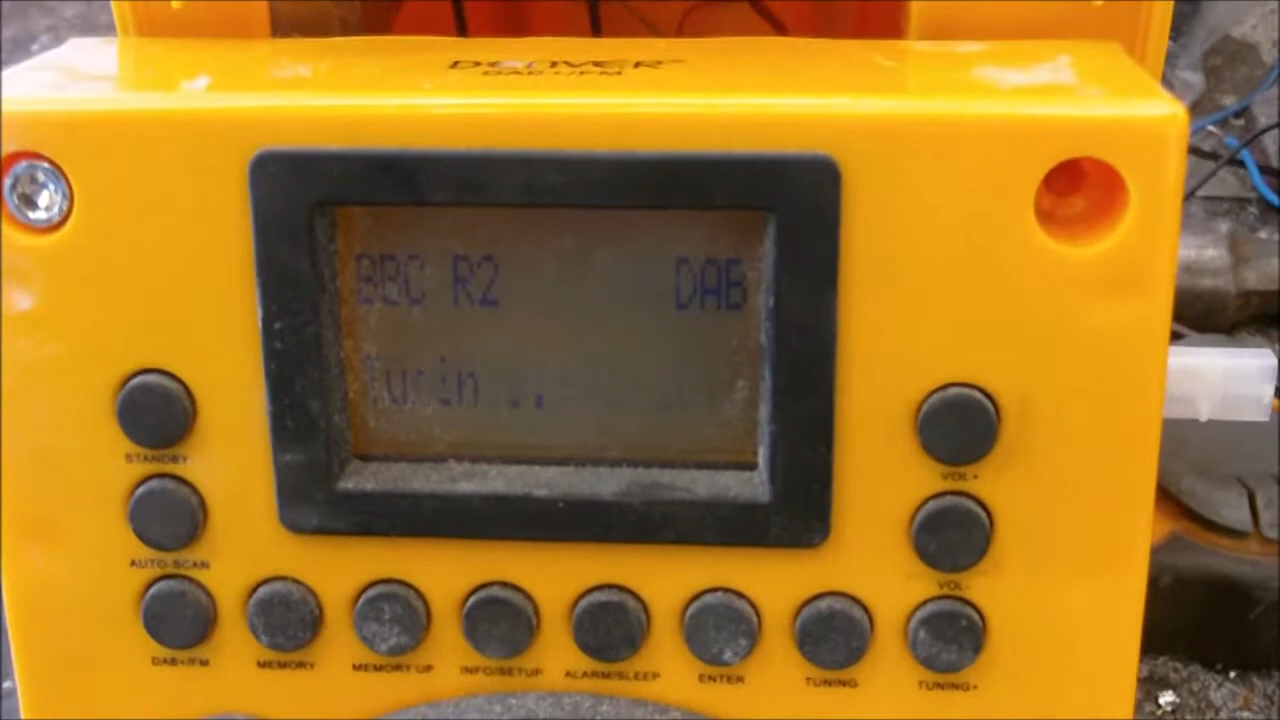 DENVER
DAB+/FM
BBC R2 DAB
STANDBY
VOL+
AUTO-SCAN
VOL-
DAB+/FM
MEMORY
MEMORY UP
INFO/SETUP
ALARM/SLEEP
ENTER
TUNING
TUNING+